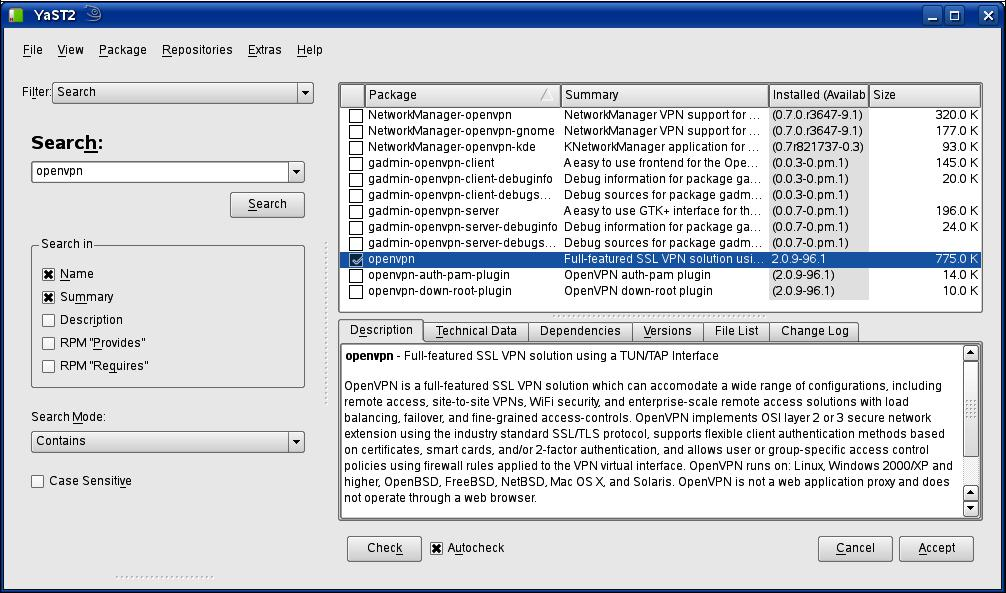 YaST2
File View Package Repositories Extras Help
Filter: Search
Search:
openvpn
Search
Search in
Name
Summary
Description
RPM "Provides"
RPM "Requires"
Search Mode:
Contains
Case Sensitive
Package Summary Installed (Availab Size
NetworkManager-openvpn NetworkManager VPN support for ... (0.7.0.r3647-9.1) 320.0 K
NetworkManager-openvpn-gnome NetworkManager VPN support for ... (0.7.0.r3647-9.1) 177.0 K
NetworkManager-openvpn-kde KNetworkManager application for ... (0.7r821737-0.3) 93.0 K
gadmin-openvpn-client A easy to use frontend for the Ope... (0.0.3-0.pm.1) 145.0 K
gadmin-openvpn-client-debuginfo Debug information for package ga... (0.0.3-0.pm.1) 20.0 K
gadmin-openvpn-client-debugs... Debug sources for package gadm... (0.0.3-0.pm.1)
gadmin-openvpn-server A easy to use GTK+ interface for th... (0.0.7-0.pm.1) 196.0 K
gadmin-openvpn-server-debuginfo Debug information for package ga... (0.0.7-0.pm.1) 24.0 K
gadmin-openvpn-server-debugs... Debug sources for package gadm... (0.0.7-0.pm.1)
openvpn Full-featured SSL VPN solution usi... 2.0.9-96.1 775.0 K
openvpn-auth-pam-plugin OpenVPN auth-pam plugin (2.0.9-96.1) 14.0 K
openvpn-down-root-plugin OpenVPN down-root plugin (2.0.9-96.1) 10.0 K
Description Technical Data Dependencies Versions File List Change Log
openvpn - Full-featured SSL VPN solution using a TUN/TAP Interface
OpenVPN is a full-featured SSL VPN solution which can accomodate a wide range of configurations, including
remote access, site-to-site VPNs, WiFi security, and enterprise-scale remote access solutions with load
balancing, failover, and fine-grained access-controls. OpenVPN implements OSI layer 2 or 3 secure network
extension using the industry standard SSL/TLS protocol, supports flexible client authentication methods based
on certificates, smart cards, and/or 2-factor authentication, and allows user or group-specific access control
policies using firewall rules applied to the VPN virtual interface. OpenVPN runs on: Linux, Windows 2000/XP and
higher, OpenBSD, FreeBSD, NetBSD, Mac OS X, and Solaris. OpenVPN is not a web application proxy and does
not operate through a web browser.
Check Autocheck Cancel Accept